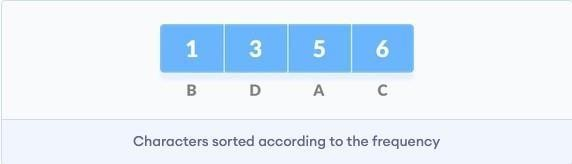 1 3 5 6
B D A C
Characters sorted according to the frequency